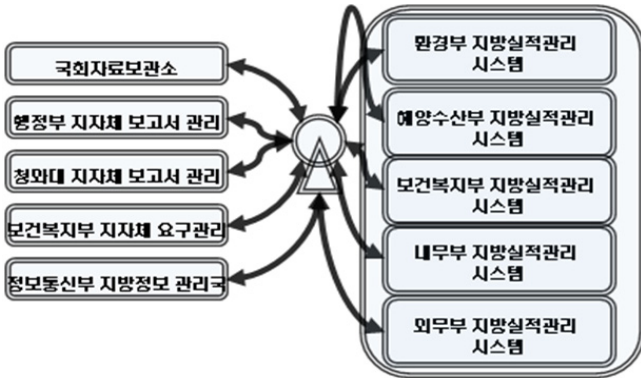 국회자료보관소
행정부 지자체 보고서 관리
청와대 지자체 보고서 관리
보건복지부 지자체 요구관리
정보통신부 지방정보 관리국
환경부 지방실적관리
시스템
해양수산부 지방실적관리
시스템
보건복지부 지방실적관리
시스템
내무부 지방실적관리
시스템
외무부 지방실적관리
시스템